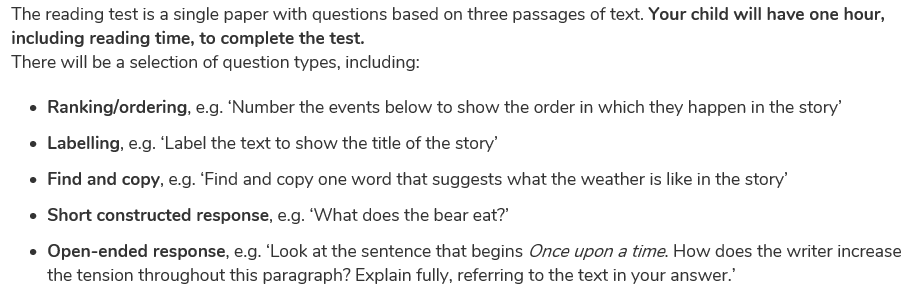 The reading test is a single paper with questions based on three passages of text. Your child will have one hour,
including reading time, to complete the test.
There will be a selection of question types, including:
• Ranking/ordering, e.g. ‘Number the events below to show the order in which they happen in the story’
• Labelling, e.g. ‘Label the text to show the title of the story’
• Find and copy, e.g. ‘Find and copy one word that suggests what the weather is like in the story’
• Short constructed response, e.g. ‘What does the bear eat?’
• Open-ended response, e.g. ‘Look at the sentence that begins Once upon a time. How does the writer increase
the tension throughout this paragraph? Explain fully, referring to the text in your answer.’